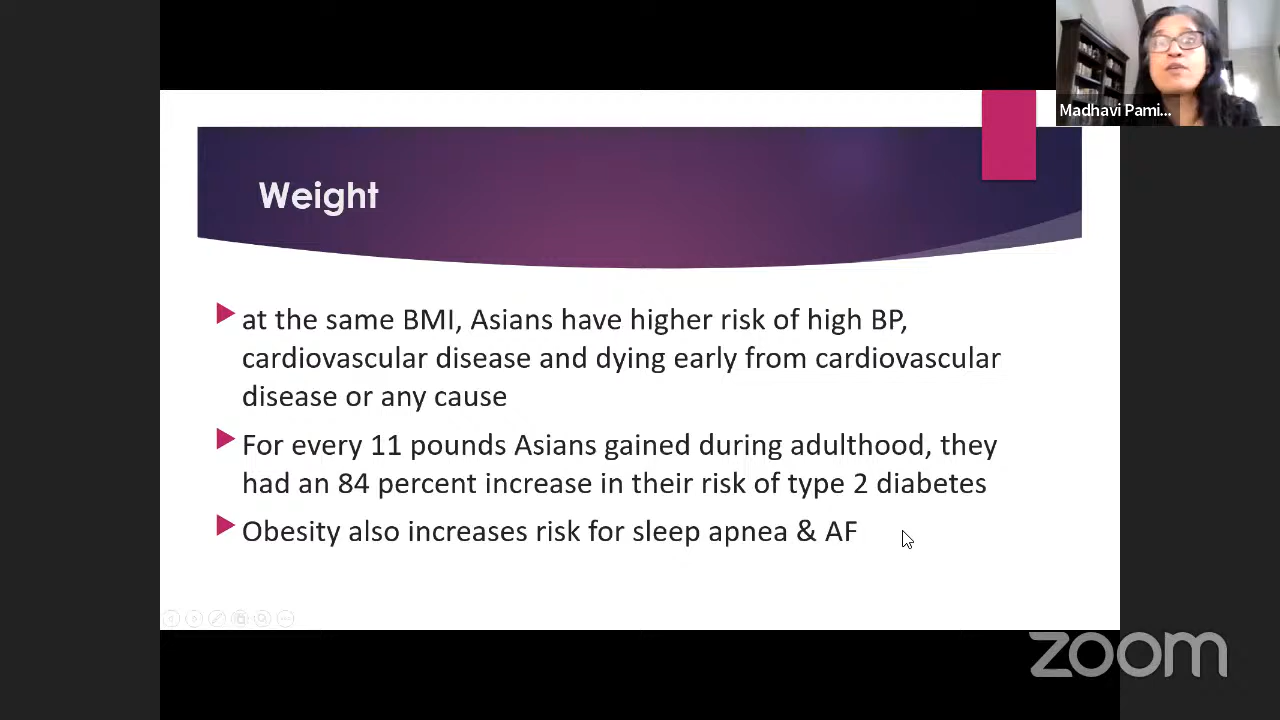 Madhavi Pami...
Weight
at the same BMI, Asians have higher risk of high BP,
cardiovascular disease and dying early from cardiovascular
disease or any cause
For every 11 pounds Asians gained during adulthood, they
had an 84 percent increase in their risk of type 2 diabetes
Obesity also increases risk for sleep apnea & AF
zoom